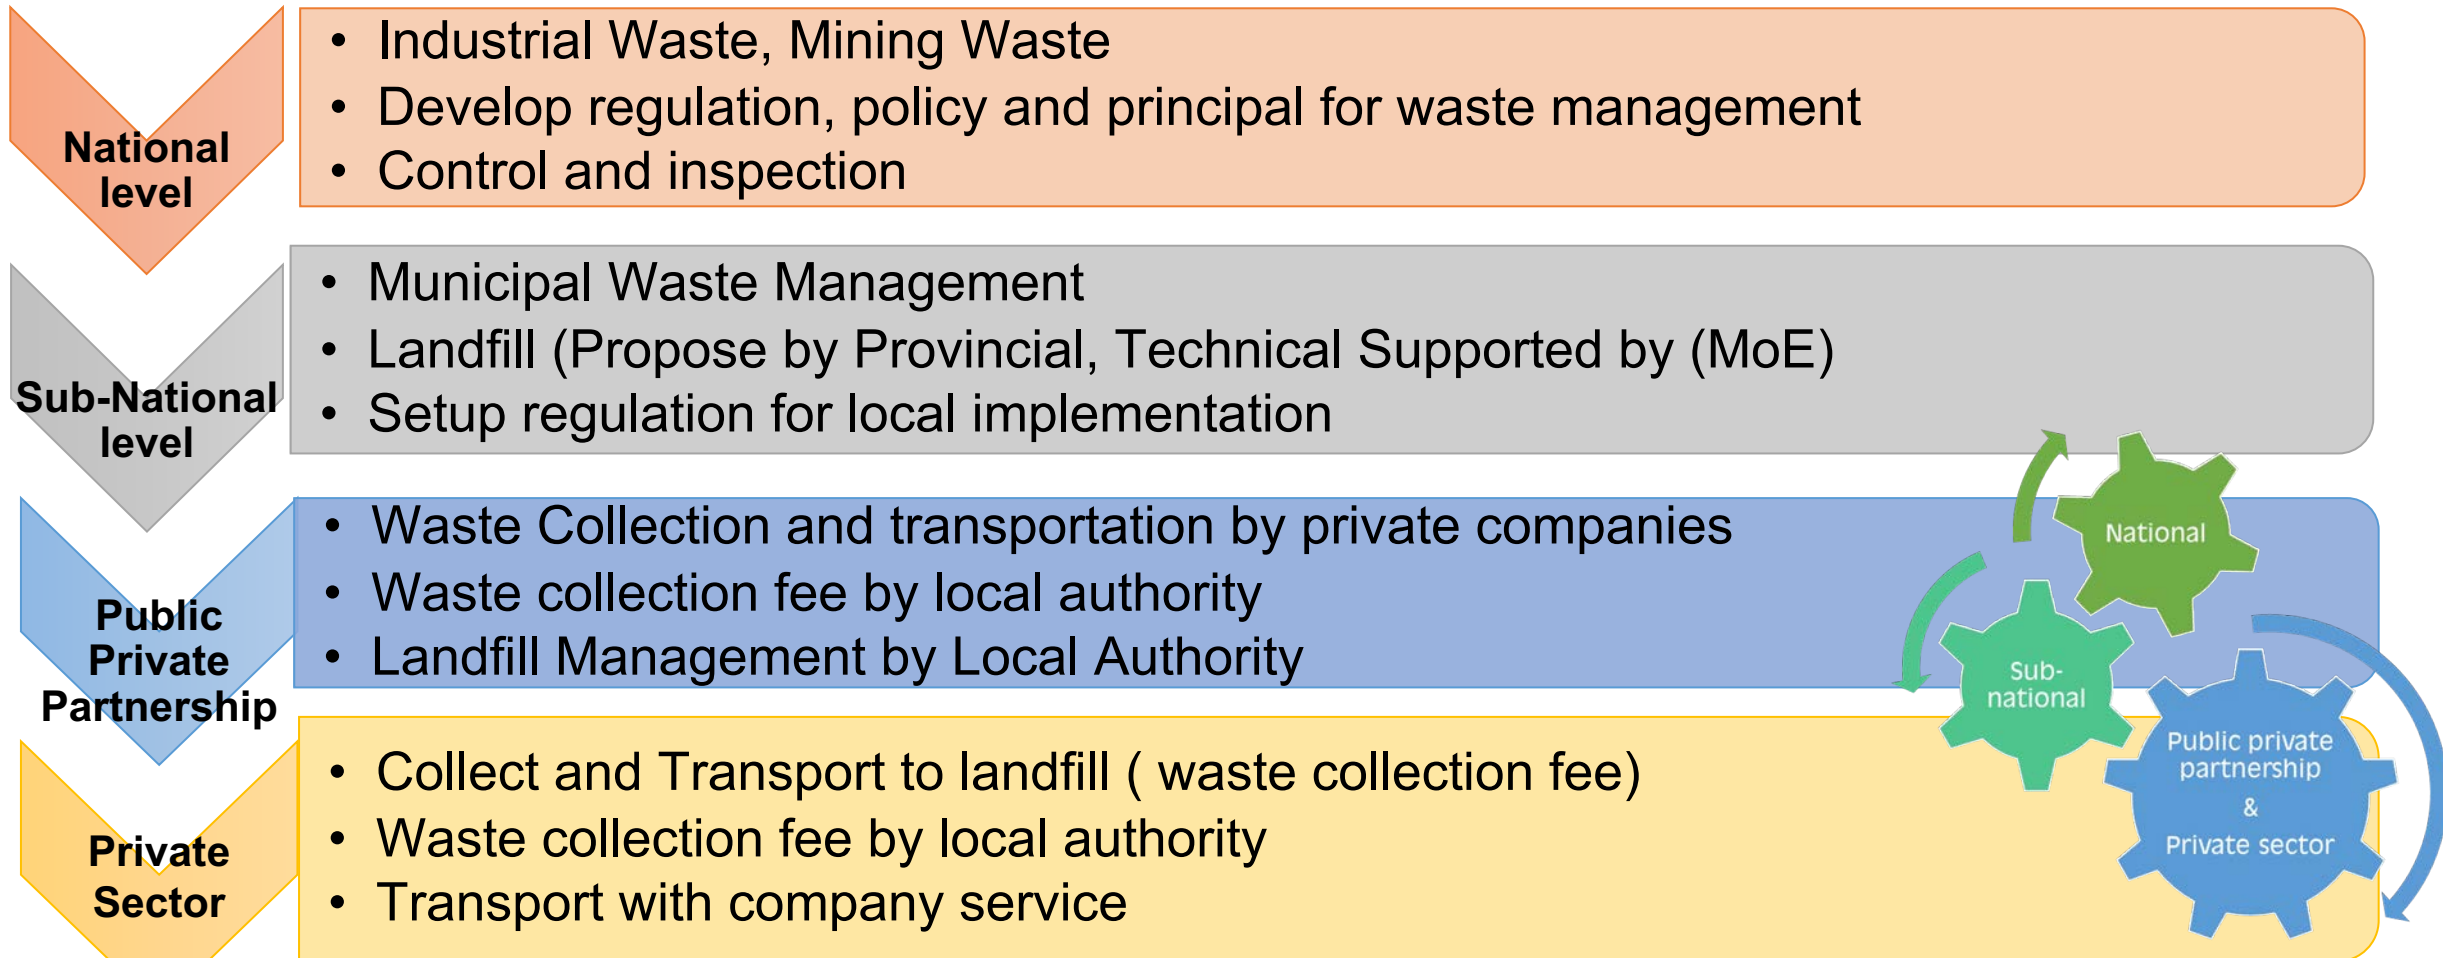 National
level
• Industrial Waste, Mining Waste
• Develop regulation, policy and principal for waste management
• Control and inspection
Sub-National
level
• Municipal Waste Management
• Landfill (Propose by Provincial, Technical Supported by (MoE)
• Setup regulation for local implementation
Public
Private
Partnership
• Waste Collection and transportation by private companies
• Waste collection fee by local authority
• Landfill Management by Local Authority
Private
Sector
• Collect and Transport to landfill ( waste collection fee)
• Waste collection fee by local authority
• Transport with company service
National
Sub-
national
Public private
partnership
&
Private sector